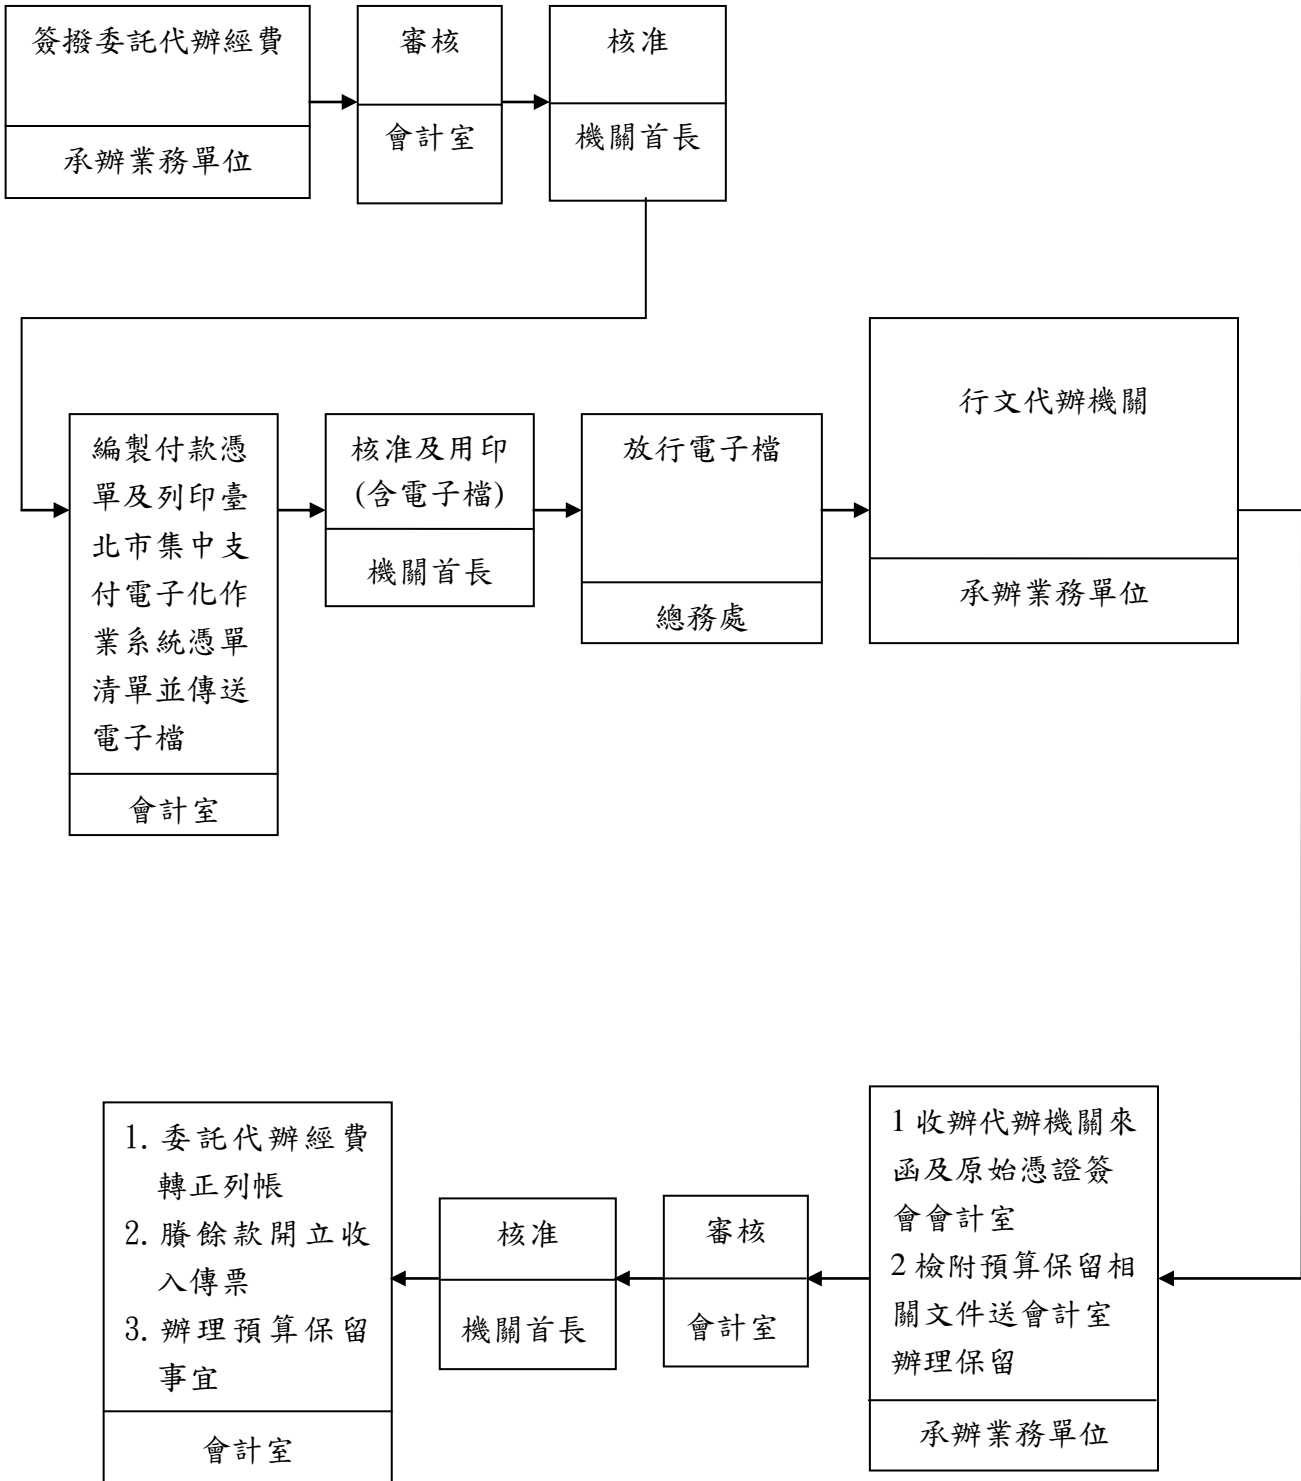 簽撥委託代辦經費
承辦業務單位
審核
會計室
核准
機關首長
編製付款憑
單及列印臺
北市集中支
付電子化作
業系統憑單
清單並傳送
電子檔
會計室
核准及用印
(含電子檔)
機關首長
放行電子檔
總務處
行文代辦機關
承辦業務單位
1 收辦代辦機關來
函及原始憑證簽
會會計室
2 檢附預算保留相
關文件送會計室
辦理保留
承辦業務單位
審核
會計室
核准
機關首長
1. 委託代辦經費
轉正列帳
2. 賸餘款開立收
入傳票
3. 辦理預算保留
事宜
會計室